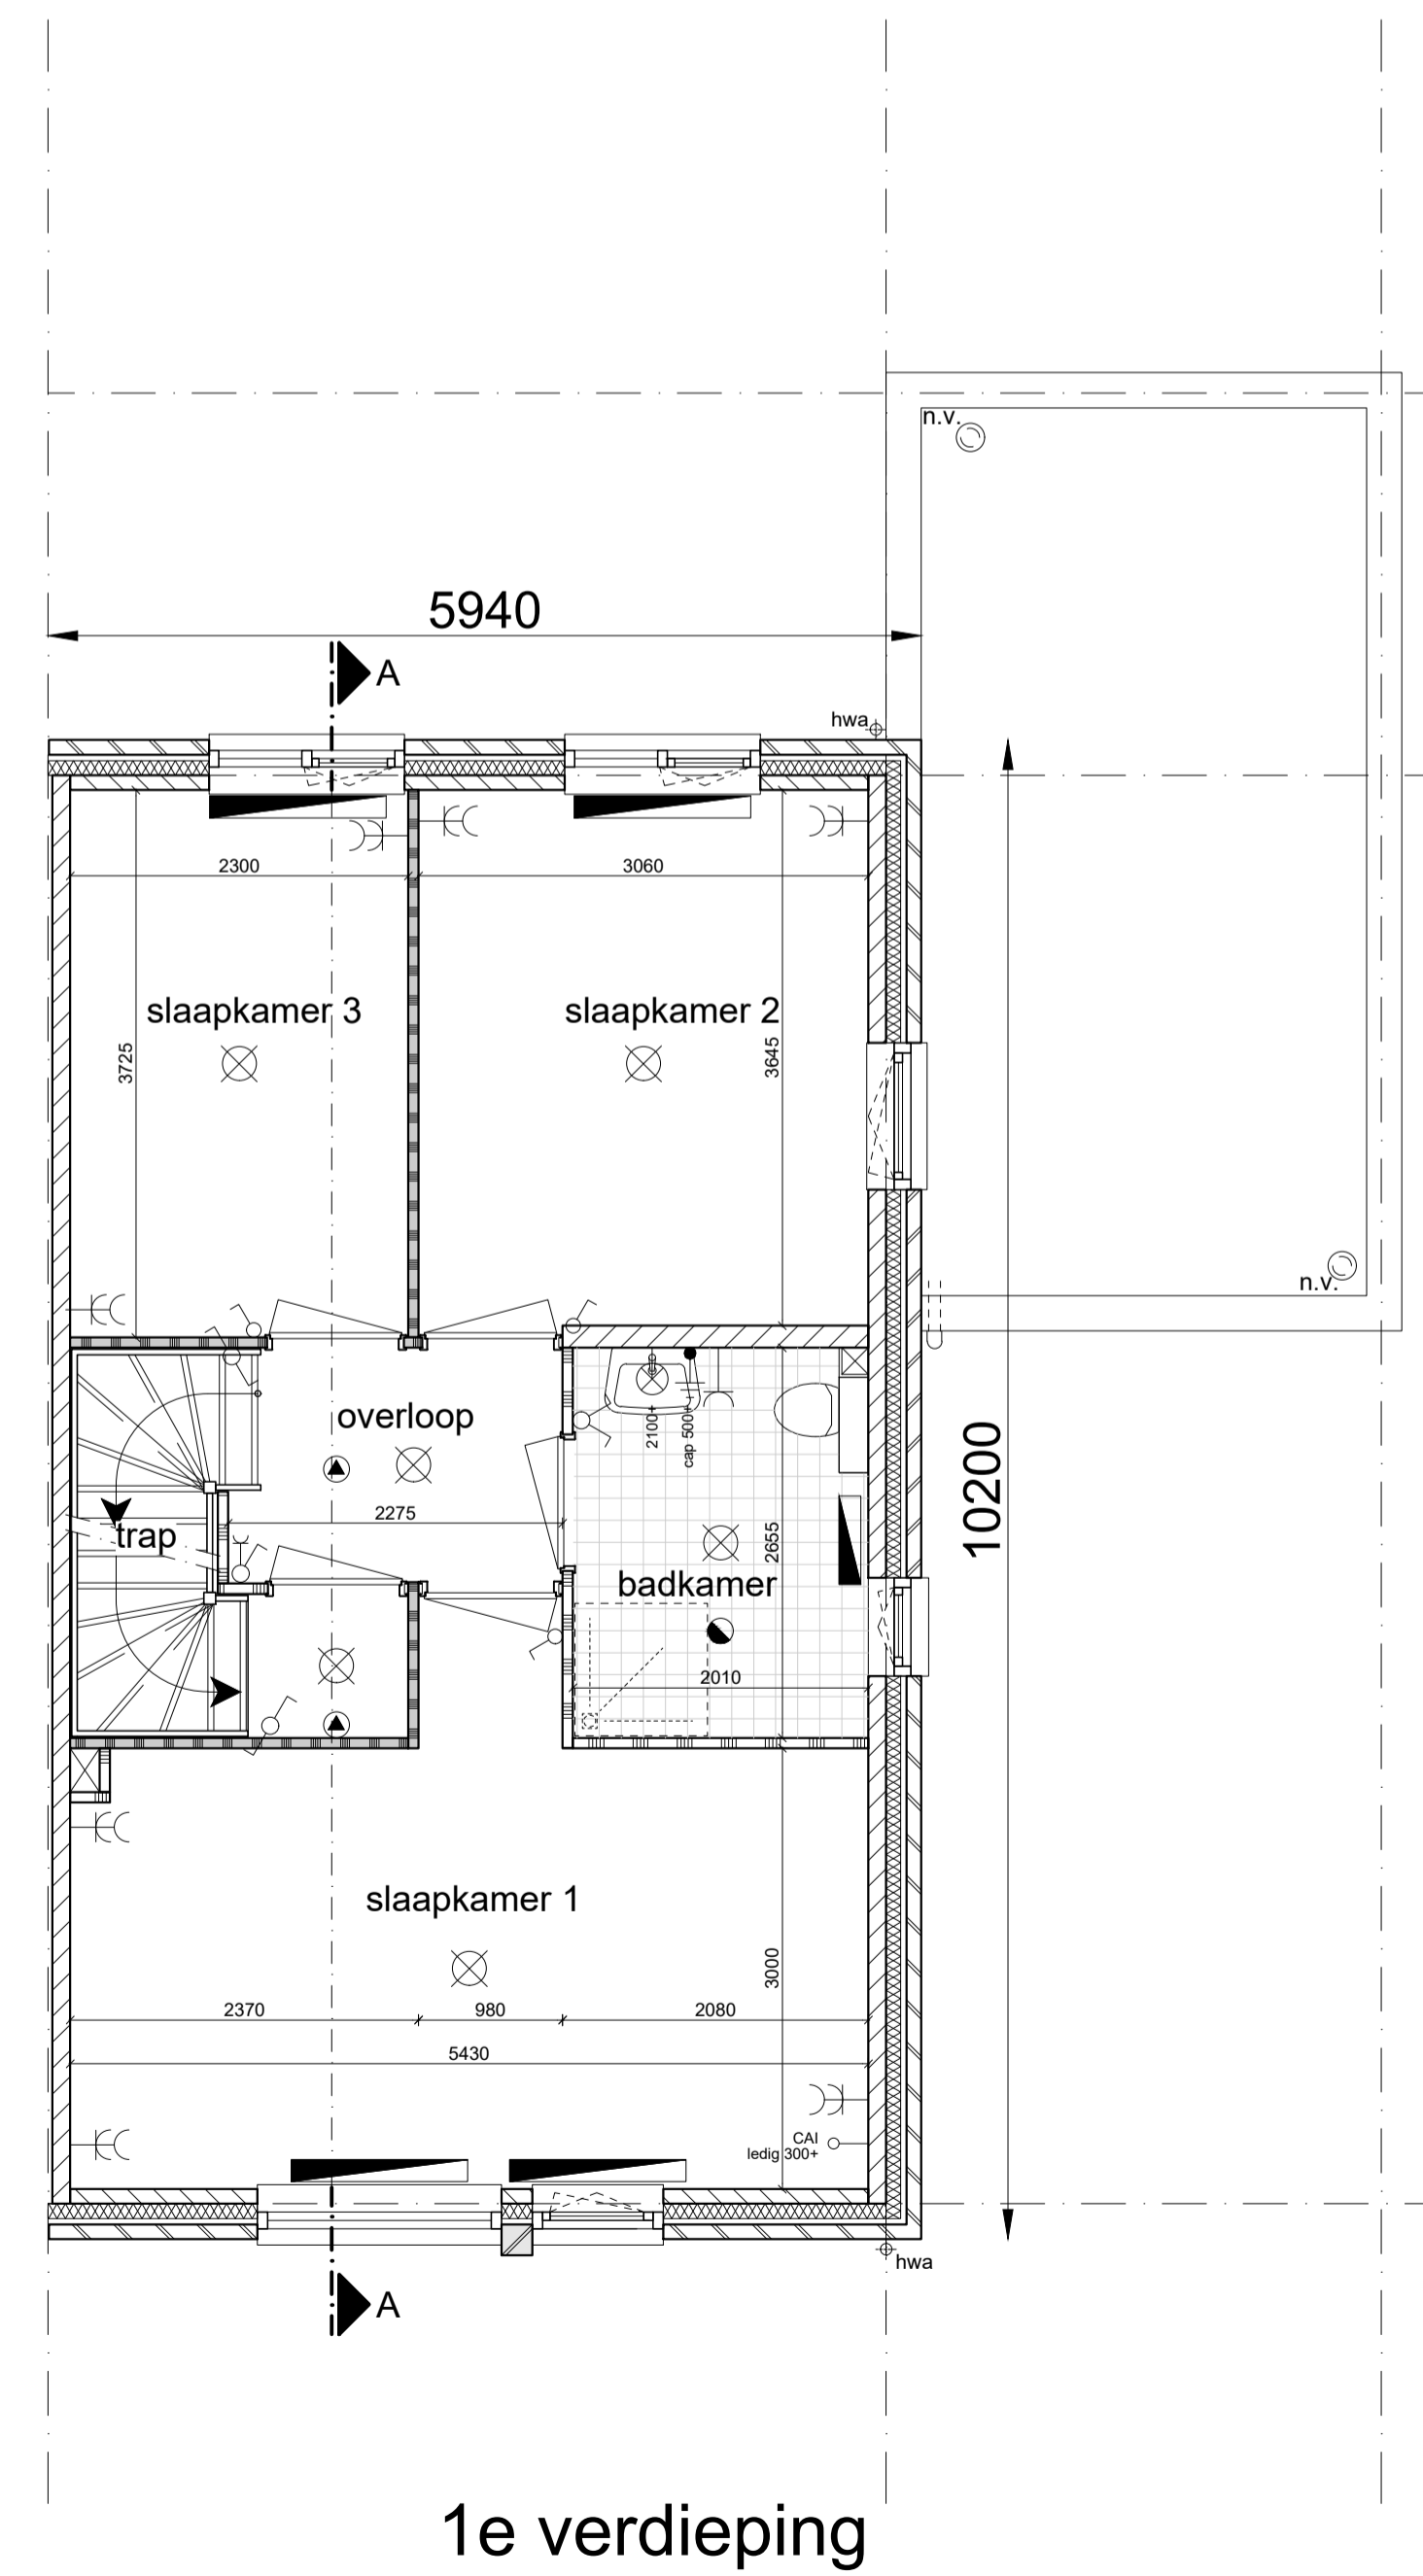 n.v.
5940
A
hwa
2300
3060
slaapkamer 3
slaapkamer 2
3725
3645
n.v.
overloop
2100+
cap 500+
10200
2275
trap
2655
badkamer
2010
slaapkamer 1
3000
2370
980
2080
5430
CAI
ledig 300+
hwa
A
1e verdieping